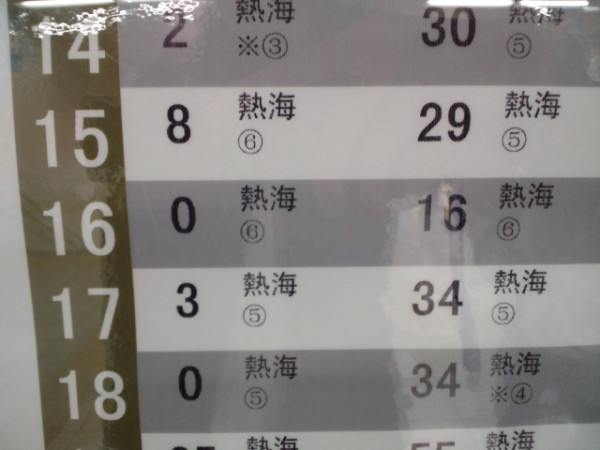 14 2 熱海 ※③ 30 熱海 ⑤
15 8 熱海 ⑥ 29 熱海 ⑤
16 0 熱海 ⑥ 16 熱海 ⑥
17 3 熱海 ⑤ 34 熱海 ⑤
18 0 熱海 ⑤ 34 熱海 ※④
熱海 熱海